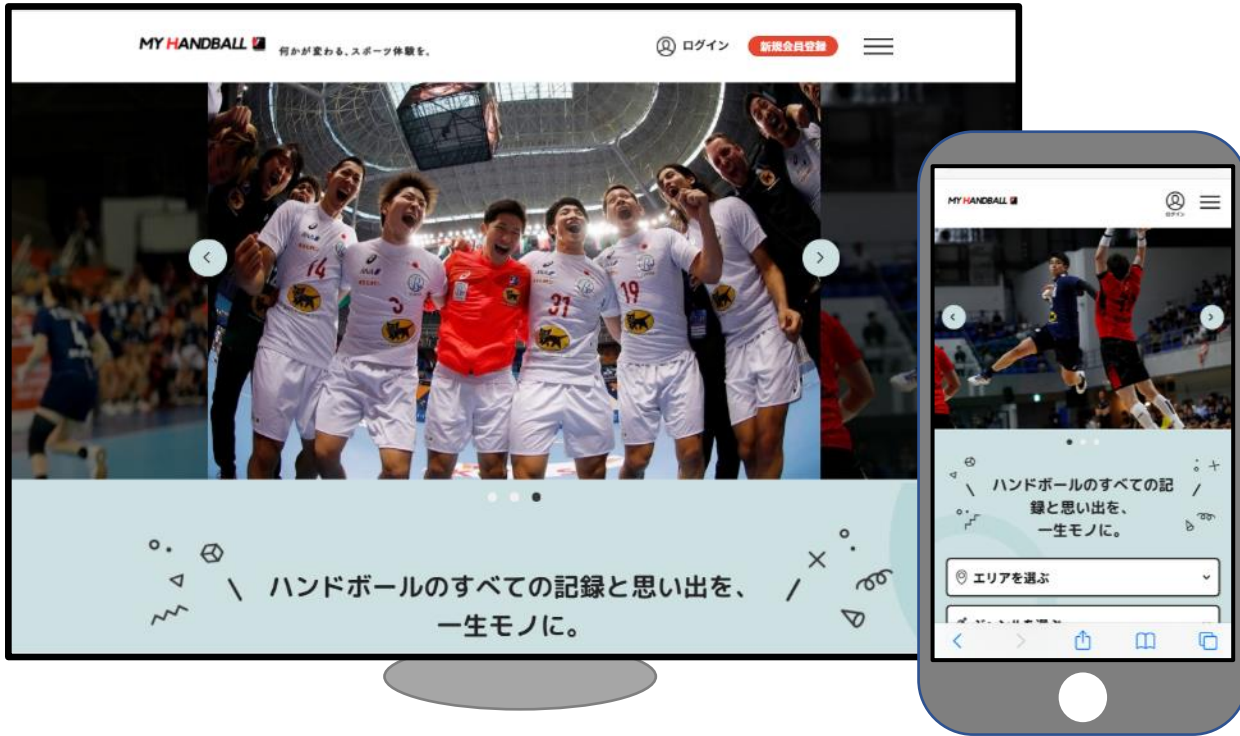 MY HANDBALL
何かが変わる、スポーツ体験を。
ログイン
新規会員登録
14
3
31
19
ハンドボールのすべての記録と思い出を、
一生モノに。
MY HANDBALL
ログイン
ハンドボールのすべての記
録と思い出を、
一生モノに。
エリアを選ぶ